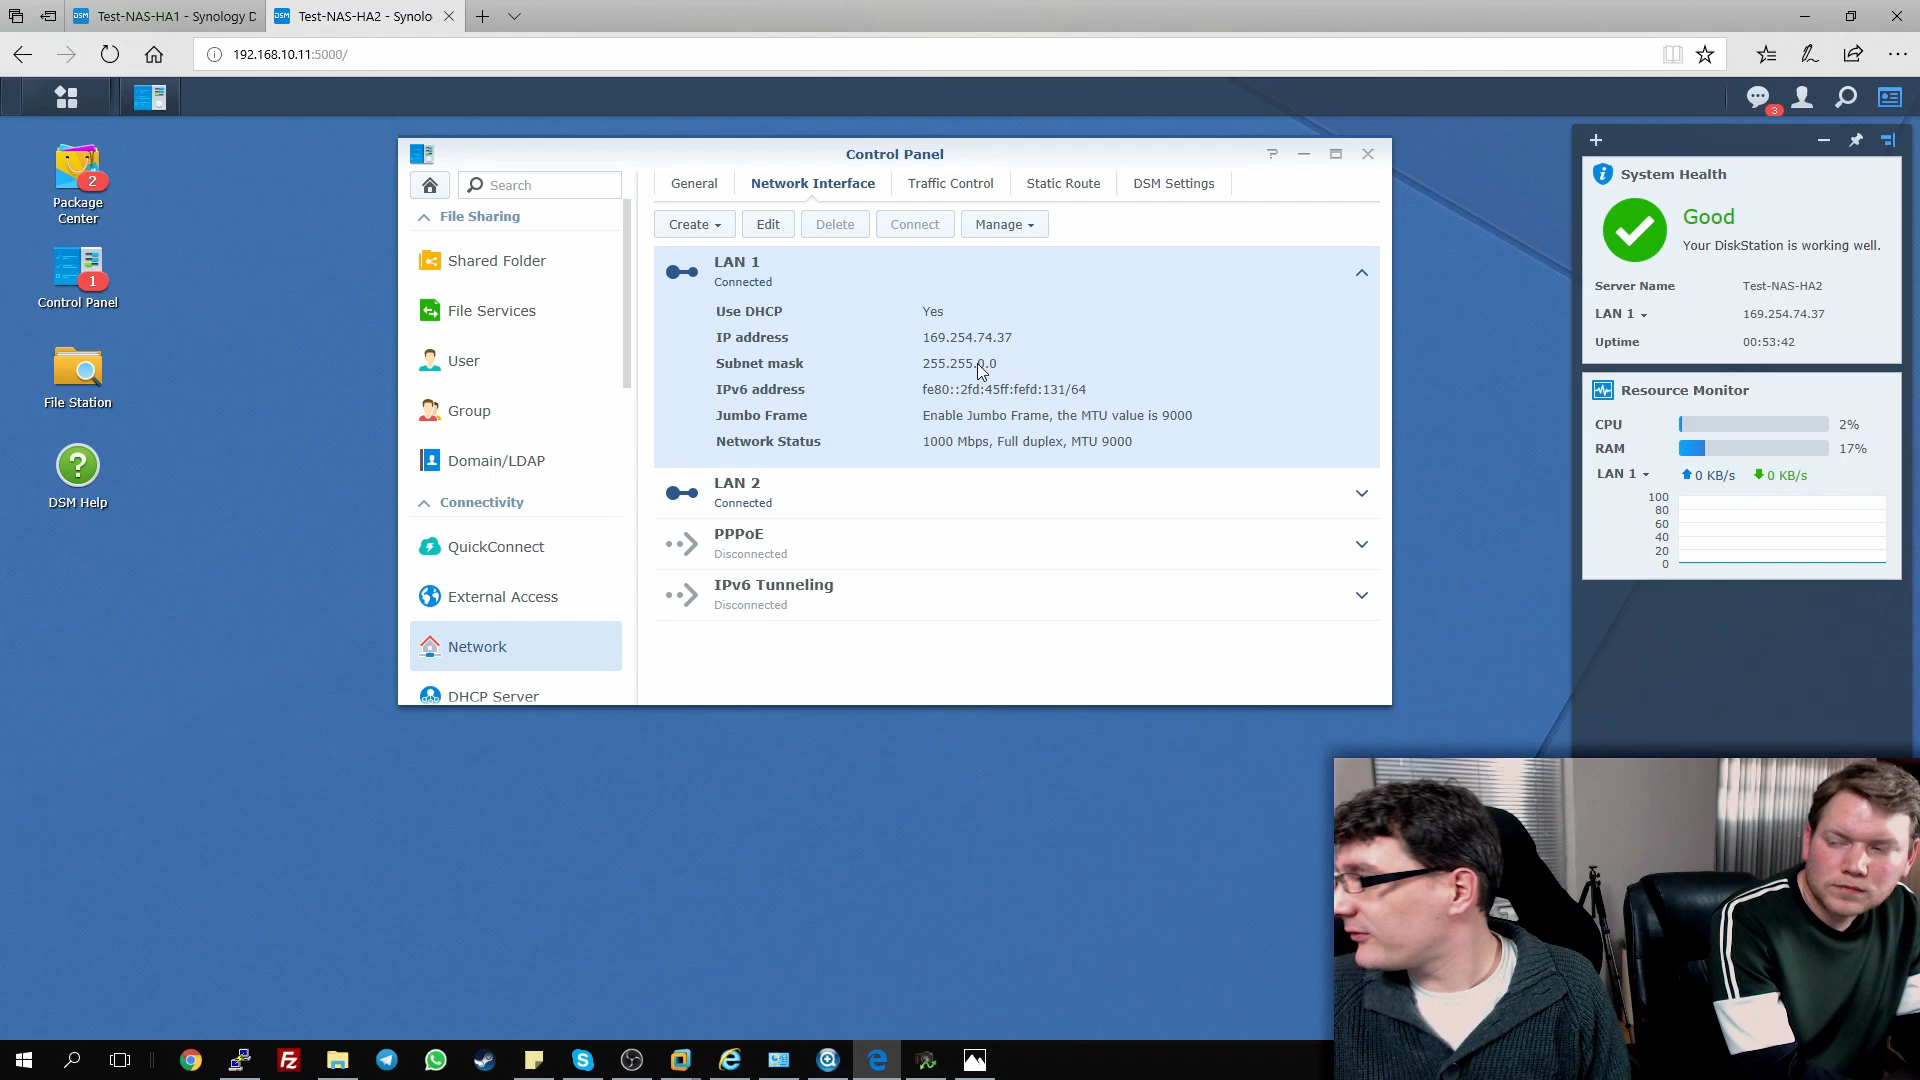 Test-NAS-HA1 - Synology D
Test-NAS-HA2 - Synolo
192.168.10.11:5000/
3
2
Package
Center
1
Control Panel
File Station
DSM Help
Control Panel
Search
File Sharing
Shared Folder
File Services
User
Group
Domain/LDAP
Connectivity
QuickConnect
External Access
Network
DHCP Server
General
Network Interface
Traffic Control
Static Route
DSM Settings
Create
Edit
Delete
Connect
Manage
LAN 1
Connected
Use DHCP Yes
IP address 169.254.74.37
Subnet mask 255.255.0.0
IPv6 address fe80::2fd:45ff:fefd:131/64
Jumbo Frame Enable Jumbo Frame, the MTU value is 9000
Network Status 1000 Mbps, Full duplex, MTU 9000
LAN 2
Connected
PPPoE
Disconnected
IPv6 Tunneling
Disconnected
System Health
Good
Your DiskStation is working well.
Server Name Test-NAS-HA2
LAN 1 169.254.74.37
Uptime 00:53:42
Resource Monitor
CPU 2%
RAM 17%
LAN 1 0 KB/s 0 KB/s
100
80
60
40
20
0